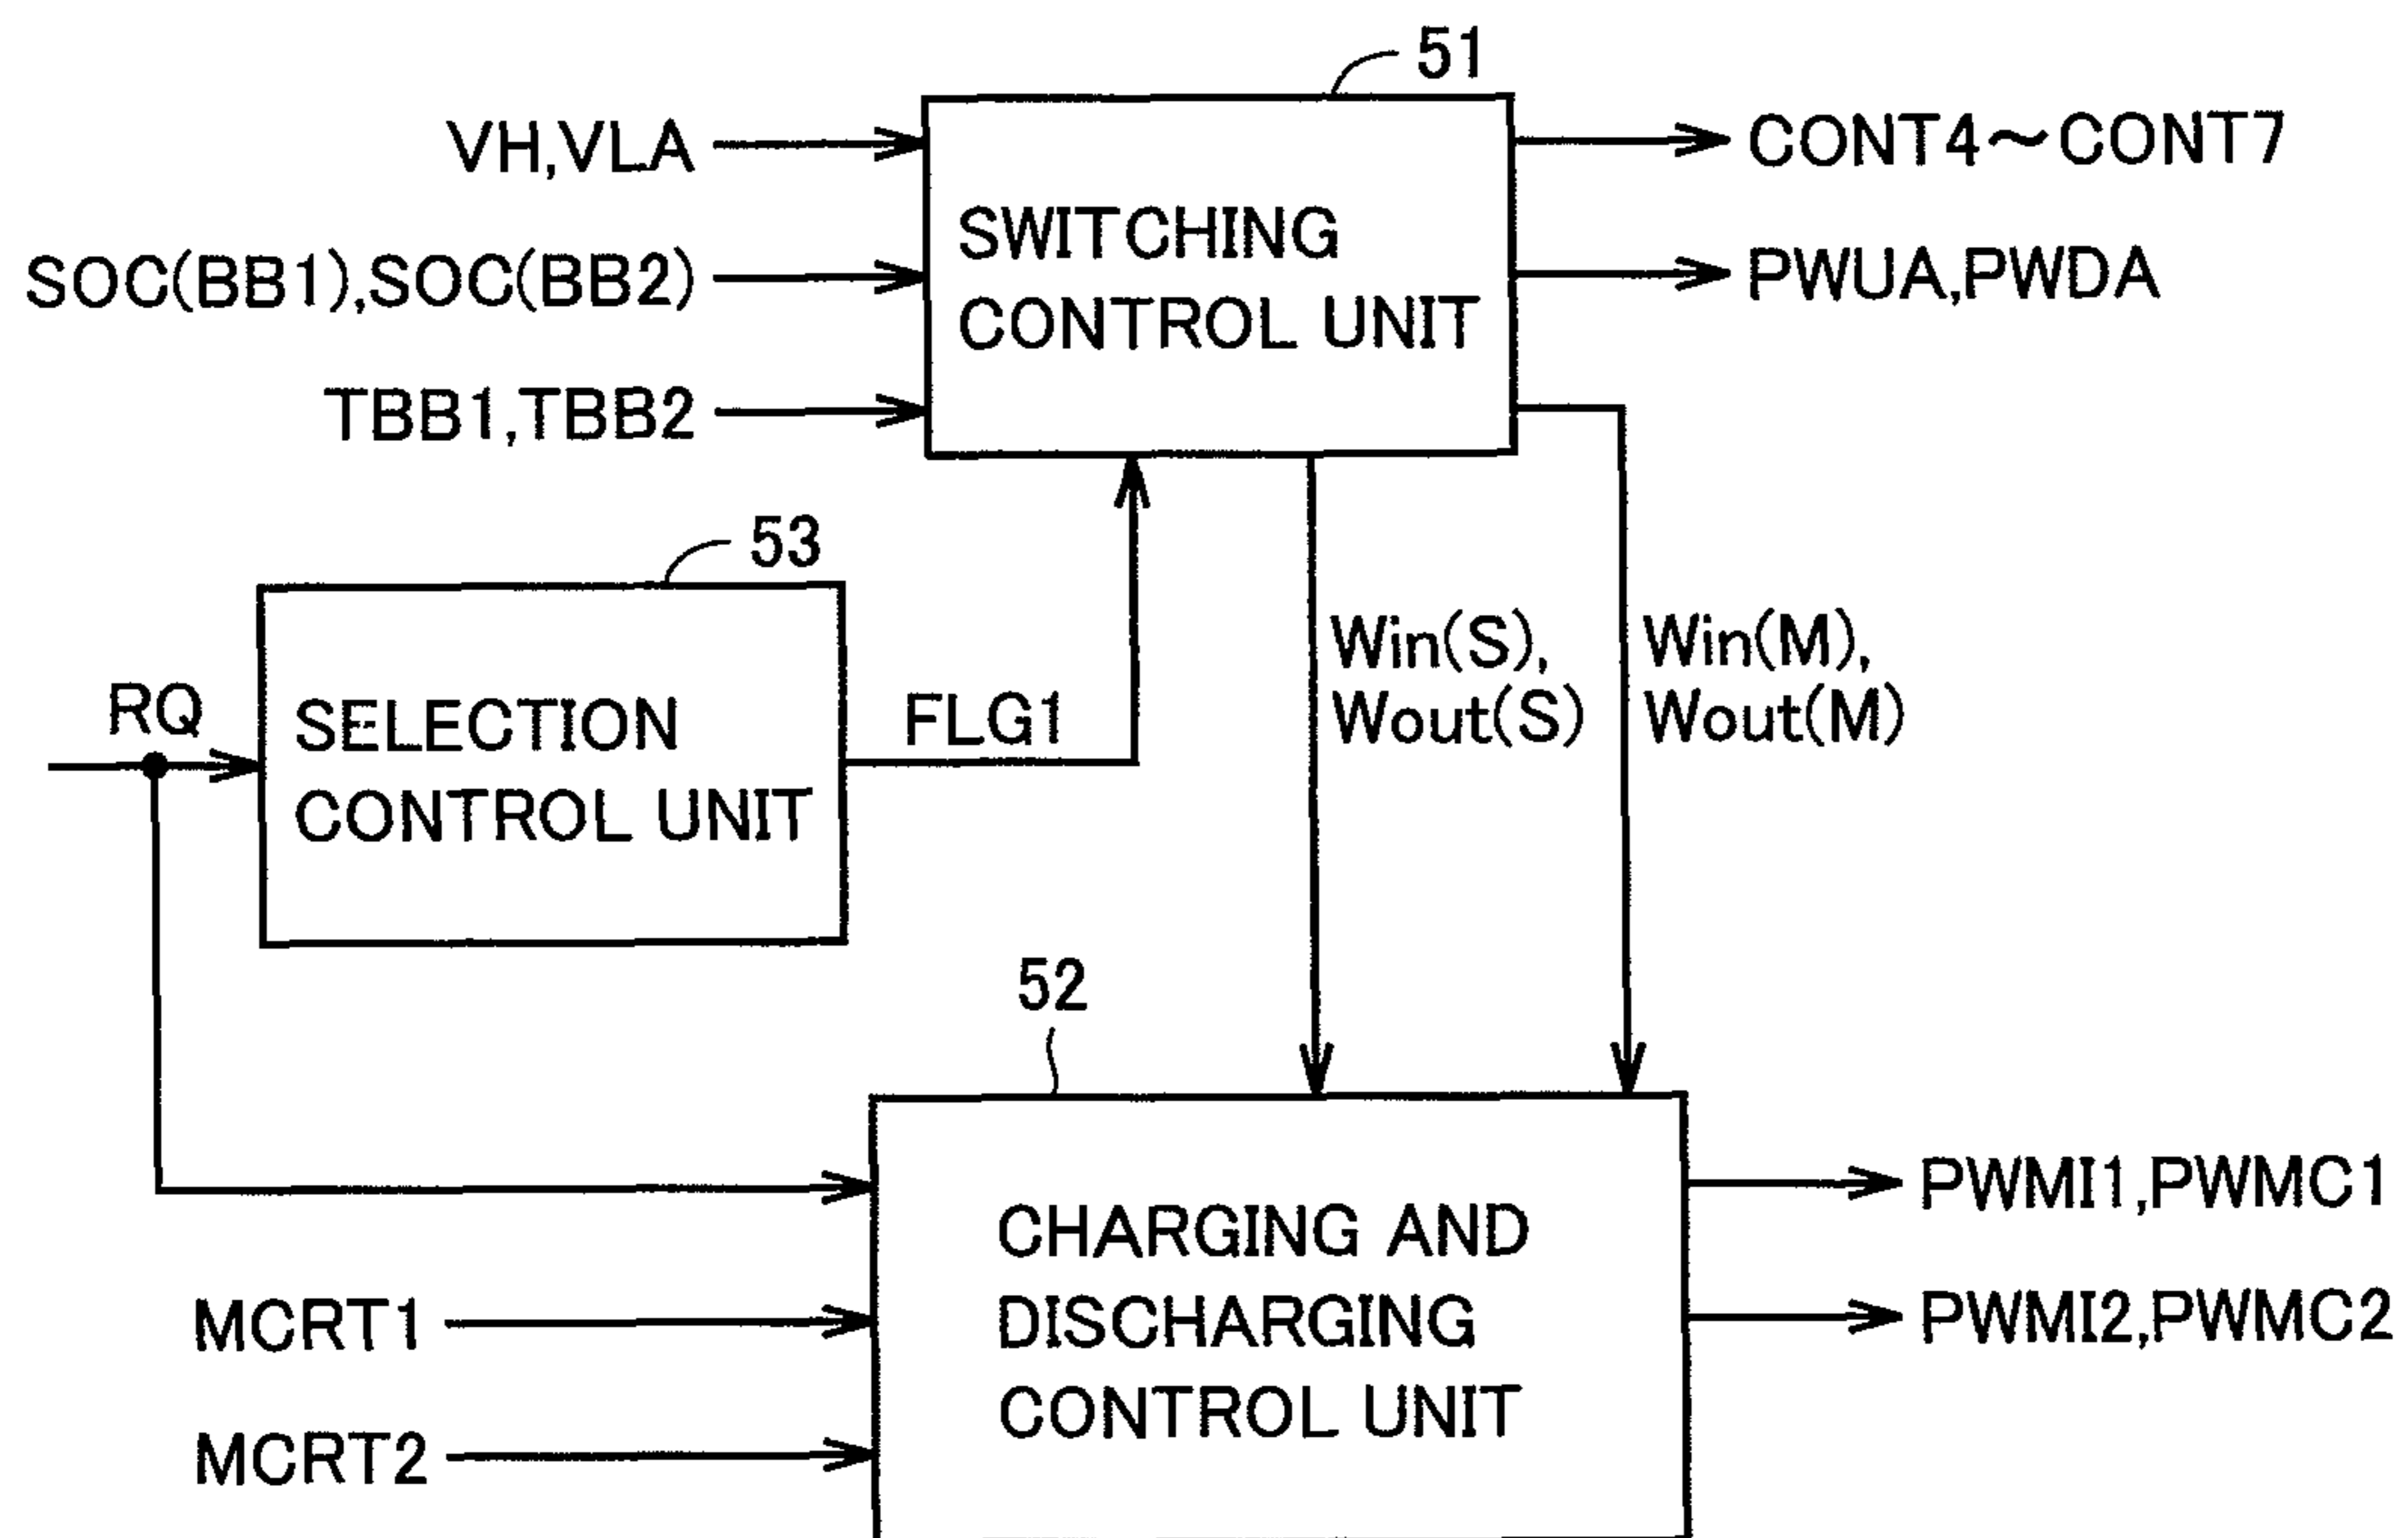 51
VH,VLA
CONT4～CONT7
SWITCHING
CONTROL UNIT
SOC(BB1),SOC(BB2)
PWUA,PWDA
TBB1,TBB2
53
Win(S),
Wout(S)
Win(M),
Wout(M)
RQ
SELECTION
CONTROL UNIT
FLG1
52
PWMI1,PWMC1
CHARGING AND
DISCHARGING
CONTROL UNIT
MCRT1
PWMI2,PWMC2
MCRT2